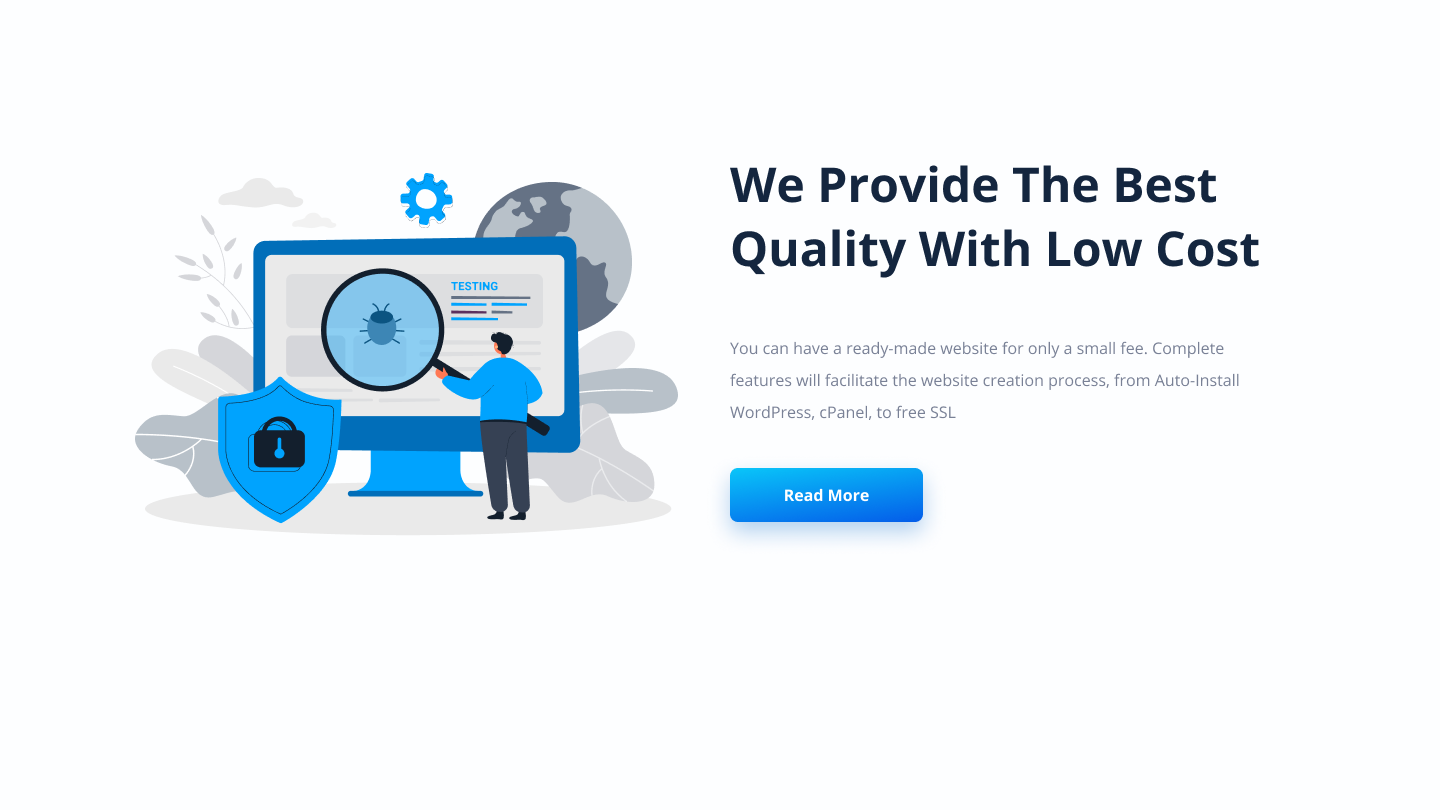 We Provide The Best
Quality With Low Cost
TESTING
You can have a ready-made website for only a small fee. Complete
features will facilitate the website creation process, from Auto-Install
WordPress, cPanel, to free SSL
Read More